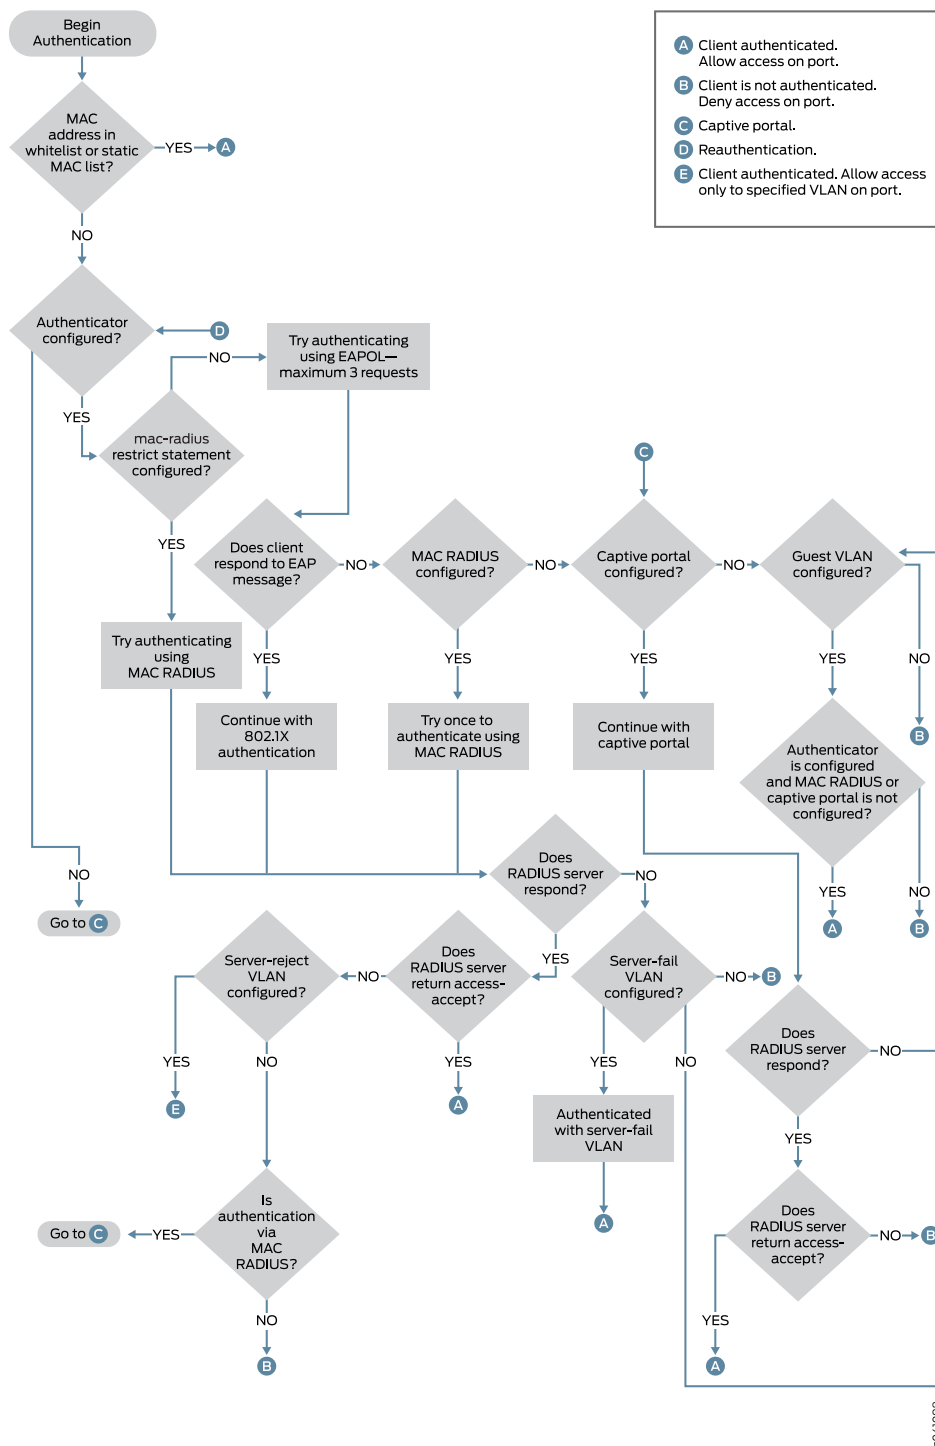 Begin
Authentication
A Client authenticated.
Allow access on port.
B Client is not authenticated.
Deny access on port.
C Captive portal.
D Reauthentication.
E Client authenticated. Allow access
only to specified VLAN on port.
MAC
address in
whitelist or static
MAC list?
YES
A
NO
Authenticator
configured?
D
YES
mac-radius
restrict statement
configured?
NO
Try authenticating
using EAPOL—
maximum 3 requests
YES
C
Does client
respond to EAP
message?
NO
MAC RADIUS
configured?
NO
Captive portal
configured?
NO
Guest VLAN
configured?
Try authenticating
using
MAC RADIUS
YES
YES
YES
YES
NO
Continue with
802.1X
authentication
Try once to
authenticate using
MAC RADIUS
Continue with
captive portal
B
Authenticator
is configured
and MAC RADIUS or
captive portal is not
configured?
NO
Go to C
Does
RADIUS server
respond?
NO
YES
NO
A
B
YES
Server-reject
VLAN
configured?
NO
Does
RADIUS server
return access-
accept?
Server-fail
VLAN
configured?
NO
B
YES
NO
YES
YES
NO
Does
RADIUS server
respond?
NO
E
A
Authenticated
with server-fail
VLAN
YES
A
Go to C
YES
Is
authentication
via
MAC
RADIUS?
Does
RADIUS server
return access-
accept?
NO
B
NO
B
YES
A